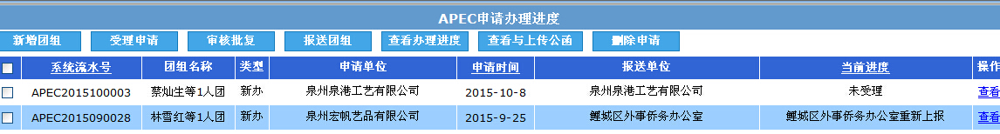 APEC申请办理进度
新增团组 受理申请 审核批复 报送团组 查看办理进度 查看与上传公函 删除申请
系统流水号 团组名称 类型 申请单位 申请时间 报送单位 当前进度 操作
APEC2015100003 蔡灿生等1人团 新办 泉州泉港工艺有限公司 2015-10-8 泉州泉港工艺有限公司 未受理 查看
APEC2015090028 林雪红等1人团 新办 泉州宏帆艺品有限公司 2015-9-25 鲤城区外事侨务办公室 鲤城区外事侨务办公室重新上报 查看